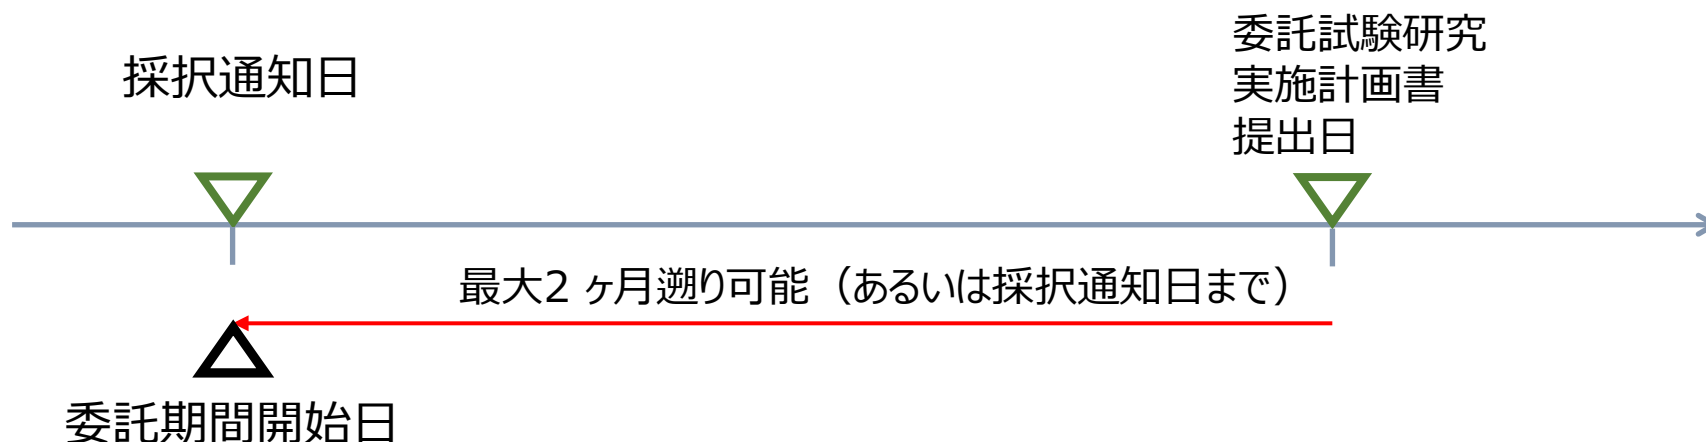 採択通知日
委託試験研究
実施計画書
提出日
最大2 ヶ月遡り可能（あるいは採択通知日まで）
委託期間開始日